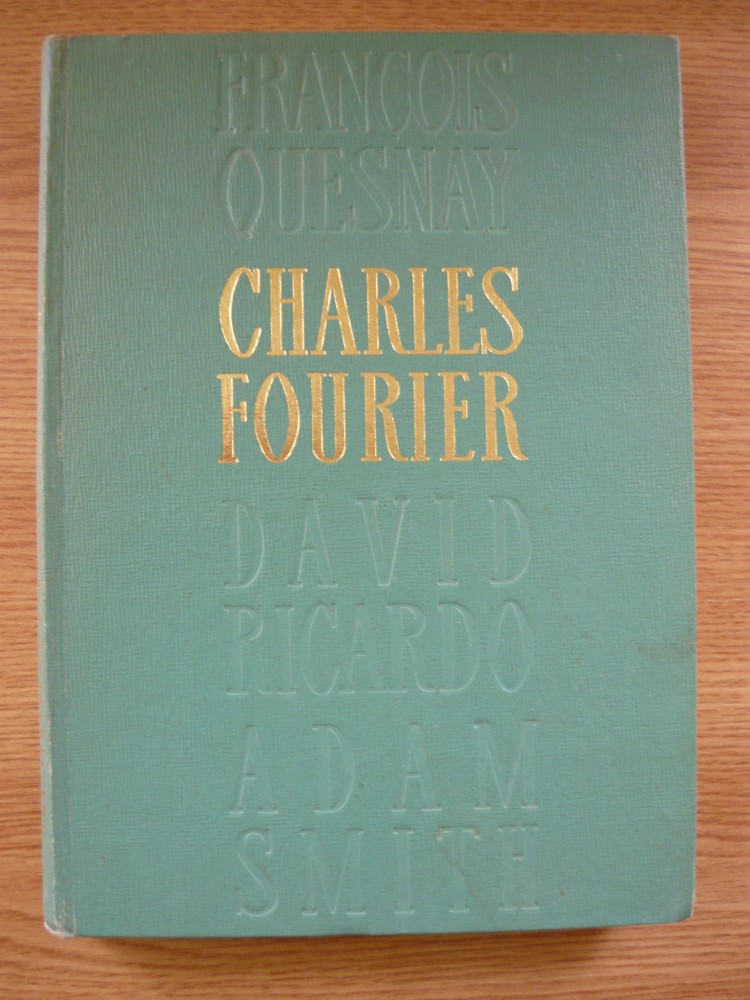 FRANÇOIS
QUESNAY
CHARLES
FOURIER
DAVID
RICARDO
ADAM
SMITH